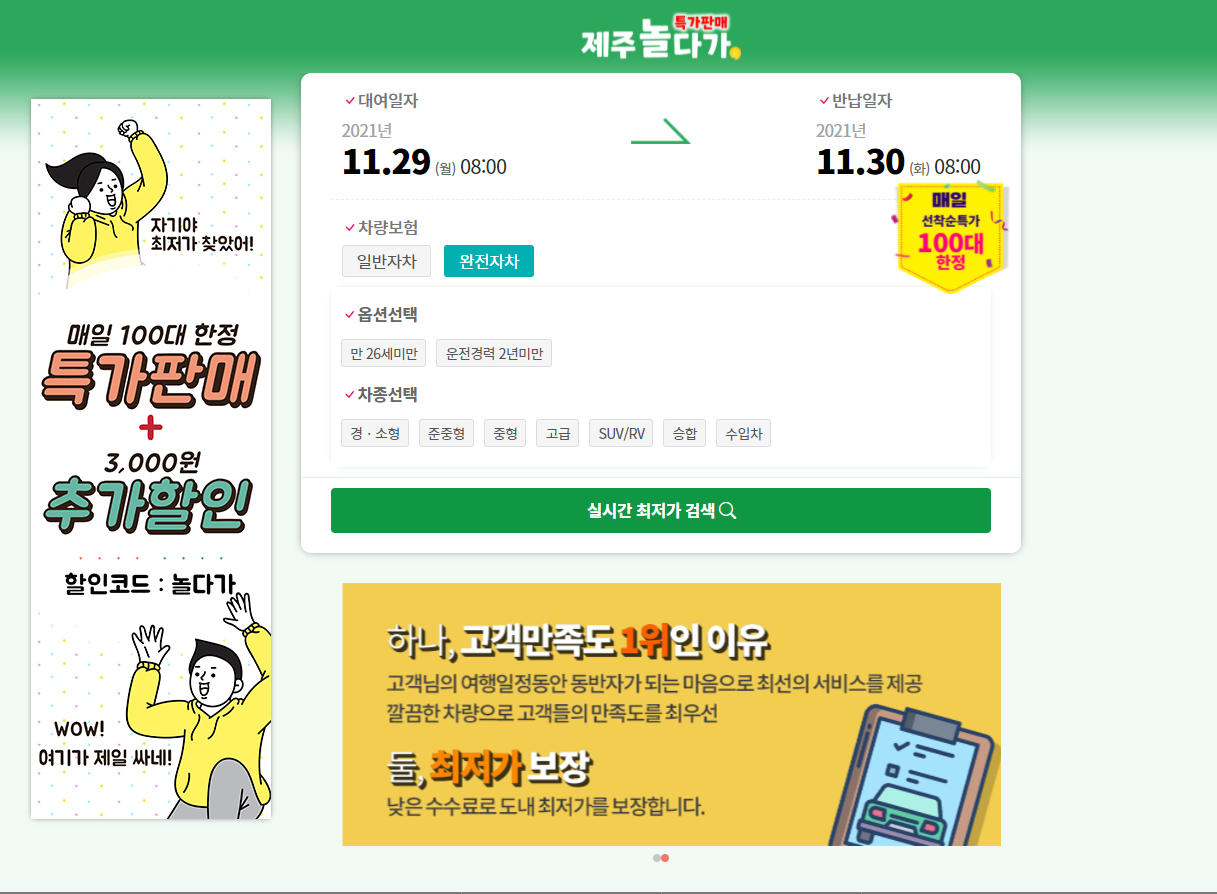 특가판매
제주 놀다가
자기야
최저가 찾았어!
매일 100대 한정
특가판매
+
3,000원
추가할인
할인코드 : 놀다가
WOW!
여기가 제일 싸네!
대여일자
2021년
11.29 (월) 08:00
반납일자
2021년
11.30 (화) 08:00
매일
선착순특가
100대
한정
차량보험
일반자차 완전자차
옵션선택
만 26세미만 운전경력 2년미만
차종선택
경 · 소형 준중형 중형 고급 SUV/RV 승합 수입차
실시간 최저가 검색
하나, 고객만족도 1위인 이유
고객님의 여행일정동안 동반자가 되는 마음으로 최선의 서비스를 제공
깔끔한 차량으로 고객들의 만족도를 최우선
둘, 최저가 보장
낮은 수수료로 도내 최저가를 보장합니다.